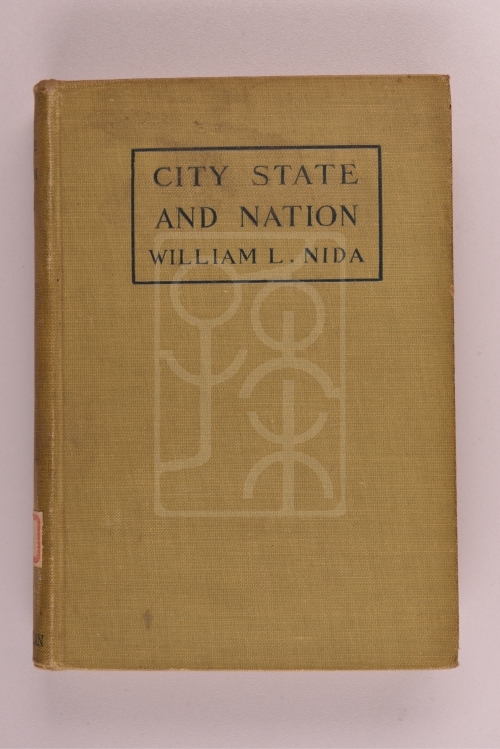 CITY STATE
AND NATION
WILLIAM L. NIDA